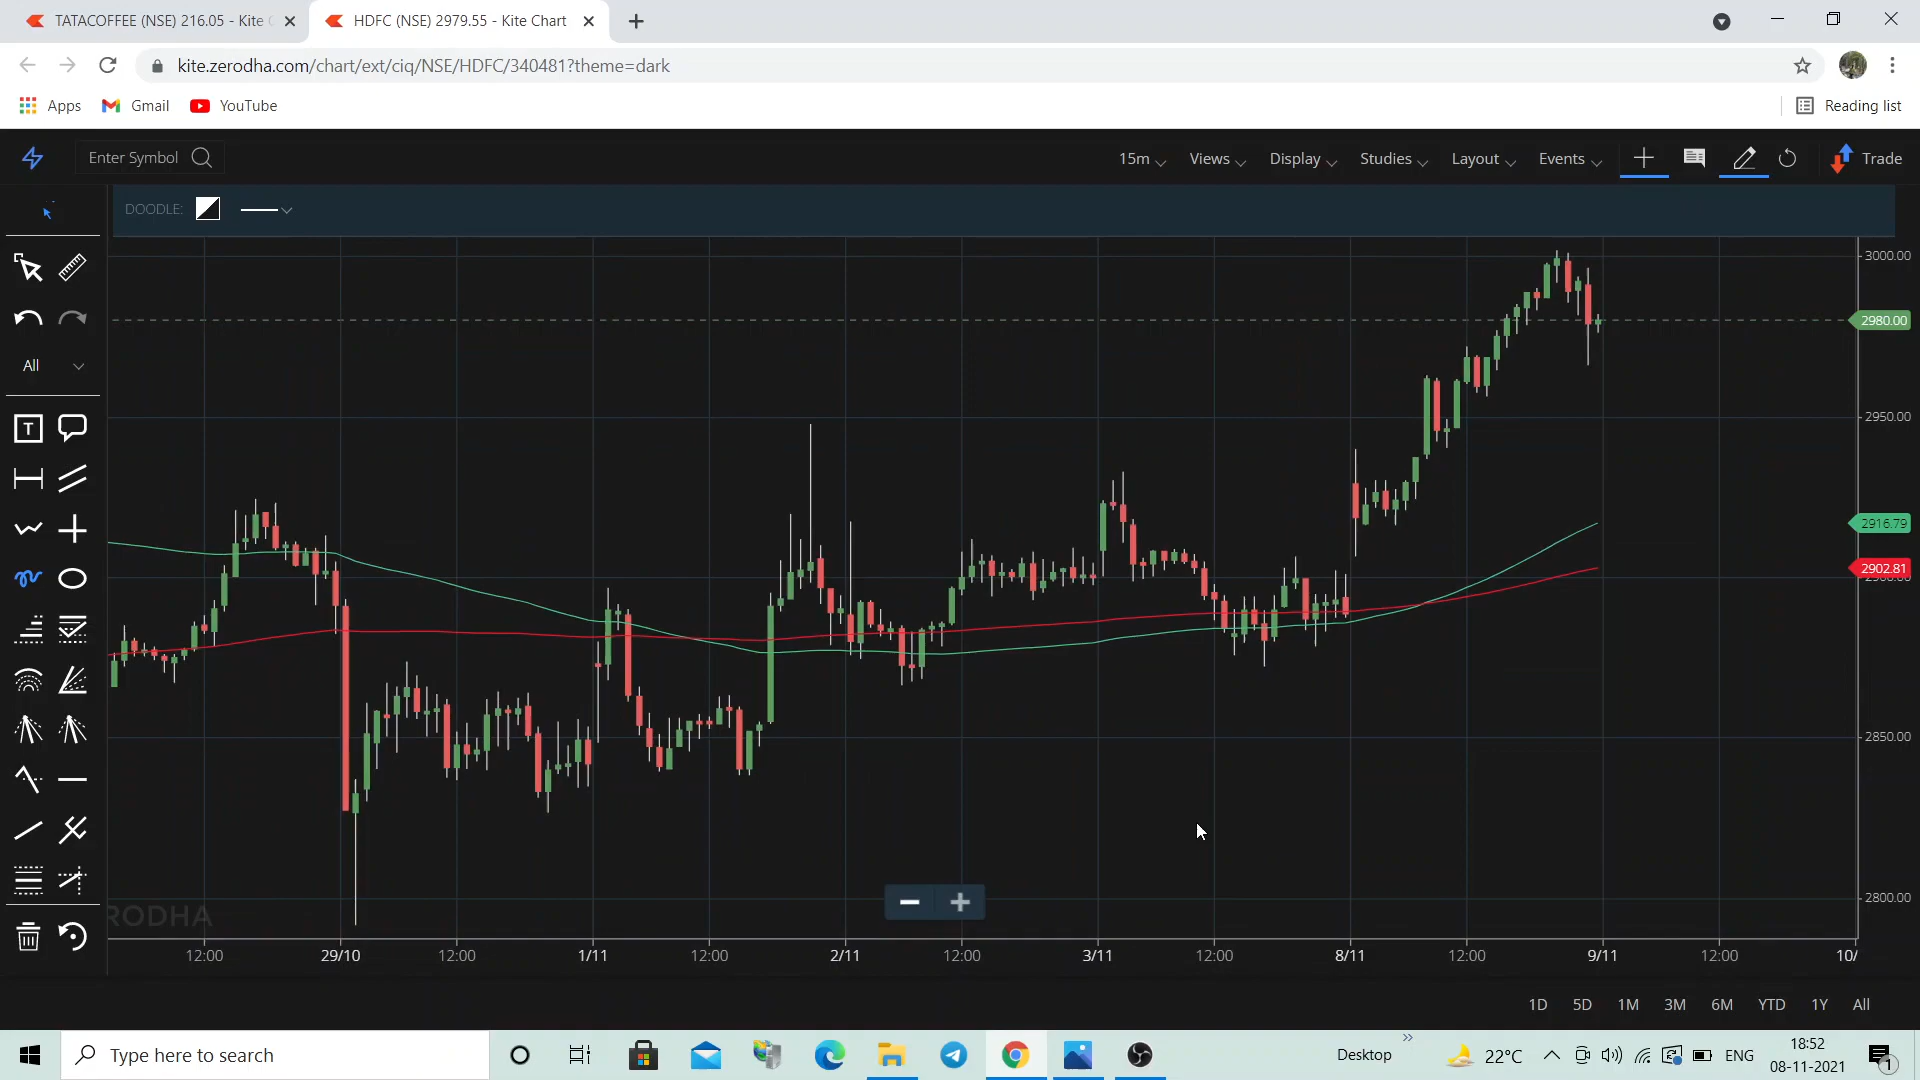 TATACOFFEE (NSE) 216.05 - Kite
HDFC (NSE) 2979.55 - Kite Chart
kite.zerodha.com/chart/ext/ciq/NSE/HDFC/340481?theme=dark
Apps
Gmail
YouTube
Reading list
Enter Symbol
15m
Views
Display
Studies
Layout
Events
Trade
DOODLE:
All
T
3000.00
2980.00
2950.00
2916.79
2902.81
2850.00
2800.00
RODHA
12:00
29/10
12:00
1/11
12:00
2/11
12:00
3/11
12:00
8/11
12:00
9/11
12:00
10/
1D
5D
1M
3M
6M
YTD
1Y
All
Type here to search
Desktop
22°C
ENG
18:52
08-11-2021
1